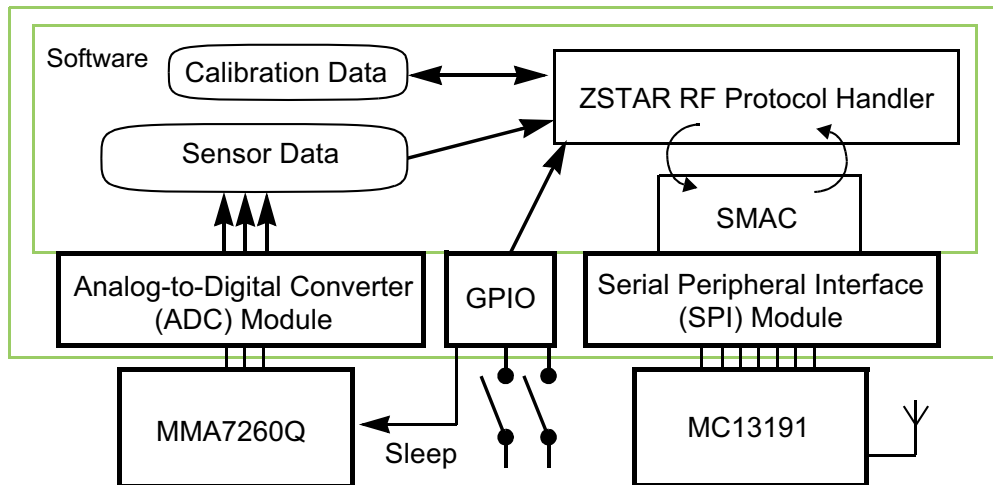 Software
Calibration Data
ZSTAR RF Protocol Handler
Sensor Data
SMAC
Analog-to-Digital Converter
(ADC) Module
GPIO
Serial Peripheral Interface
(SPI) Module
MMA7260Q
Sleep
MC13191